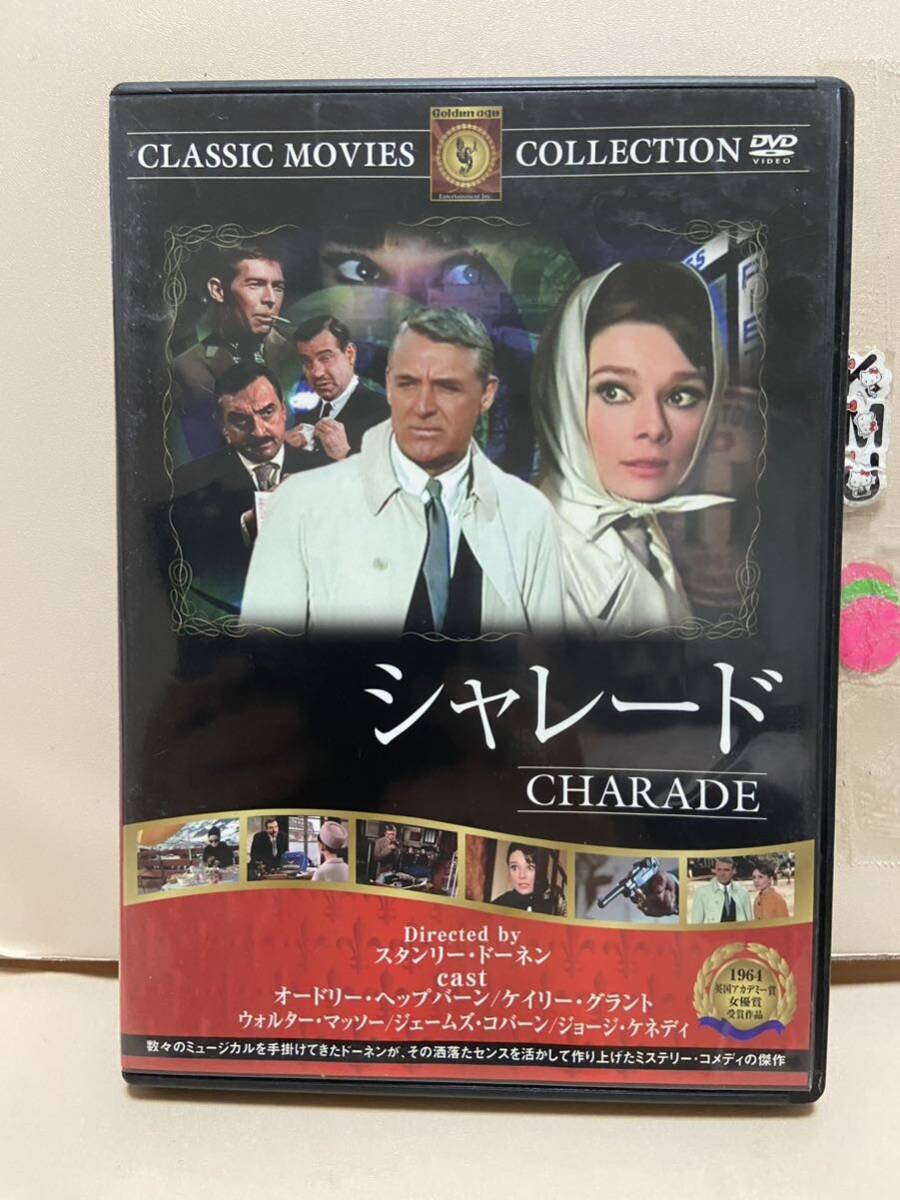 Golden age
Entertainment Inc.
CLASSIC MOVIES COLLECTION DVD
VIDEO
シャレード
CHARADE
Directed by
スタンリー・ドーネン
cast
オードリー・ヘップバーン/ケイリー・グラント
ウォルター・マッソー/ジェームズ・コバーン/ジョージ・ケネディ
1964
英国アカデミー賞
女優賞
受賞作品
数々のミュージカルを手掛けてきたドーネンが、その洒落たセンスを活かして作り上げたミステリー・コメディの傑作